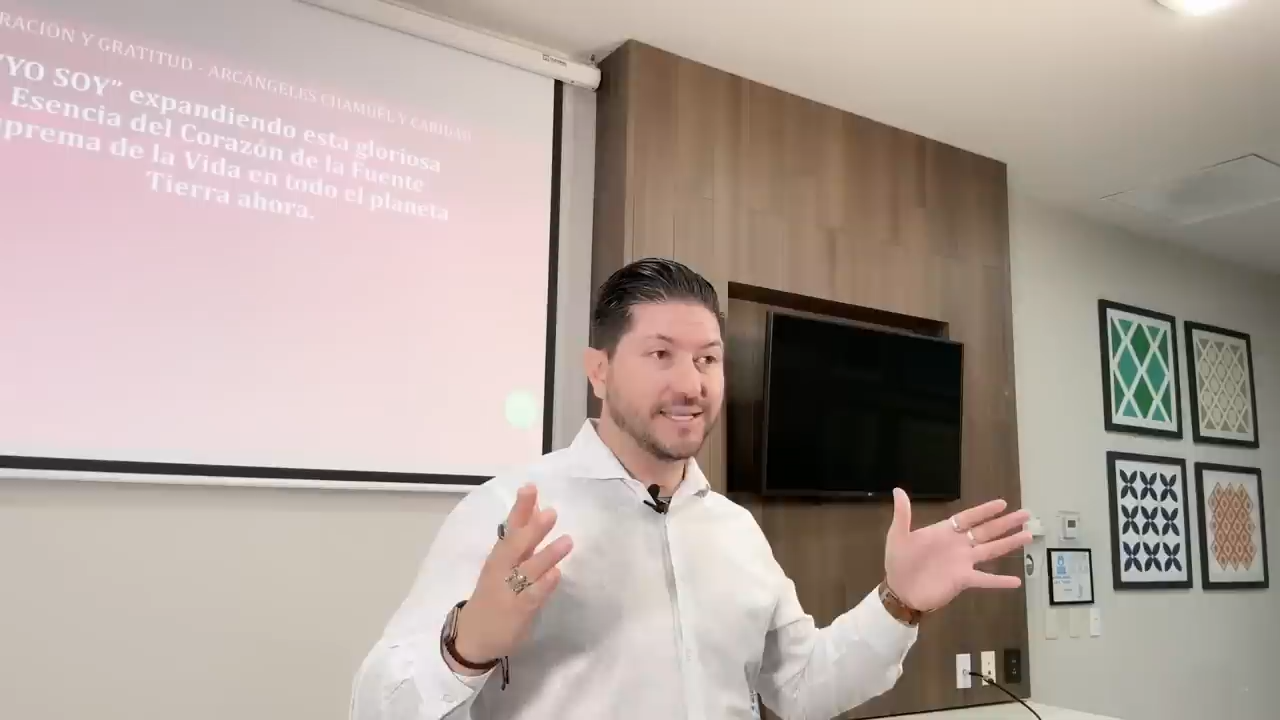 RACIÓN Y GRATITUD - ARCÁNGELES CHAMUEL Y CARIDAD
"YO SOY" expandiendo esta gloriosa
Esencia del Corazón de la Fuente
uprema de la Vida en todo el planeta
Tierra ahora.